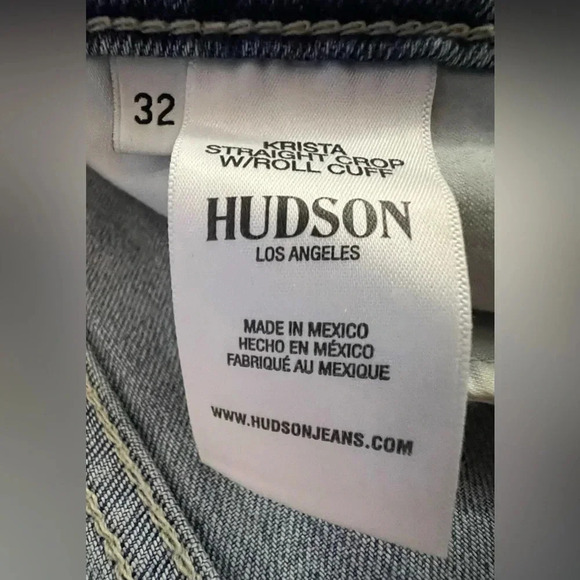 32
KRISTA
STRAIGHT CROP
W/ROLL CUFF
HUDSON
LOS ANGELES
MADE IN MEXICO
HECHO EN MÉXICO
FABRIQUÉ AU MEXIQUE
WWW.HUDSONJEANS.COM